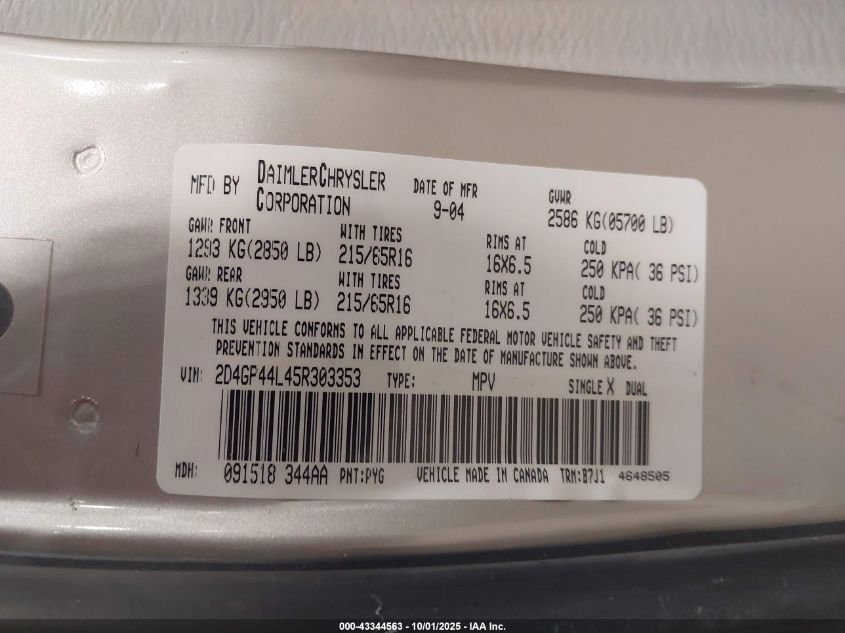 MFD BY DAIMLERCHRYSLER CORPORATION DATE OF MFR 9-04 GVWR 2586 KG(05700 LB)
GAWR FRONT WITH TIRES RIMS AT COLD
1293 KG(2850 LB) 215/65R16 16X6.5 250 KPA( 36 PSI)
GAWR REAR WITH TIRES RIMS AT COLD
1339 KG(2950 LB) 215/65R16 16X6.5 250 KPA( 36 PSI)
THIS VEHICLE CONFORMS TO ALL APPLICABLE FEDERAL MOTOR VEHICLE SAFETY AND THEFT
PREVENTION STANDARDS IN EFFECT ON THE DATE OF MANUFACTURE SHOWN ABOVE.
VIN: 2D4GP44L45R303353 TYPE: MPV SINGLE X DUAL
MDH: 091518 344AA PNT:PYG VEHICLE MADE IN CANADA TRM:B7J1 4648505
000-43344563 - 10/01/2025 - IAA Inc.